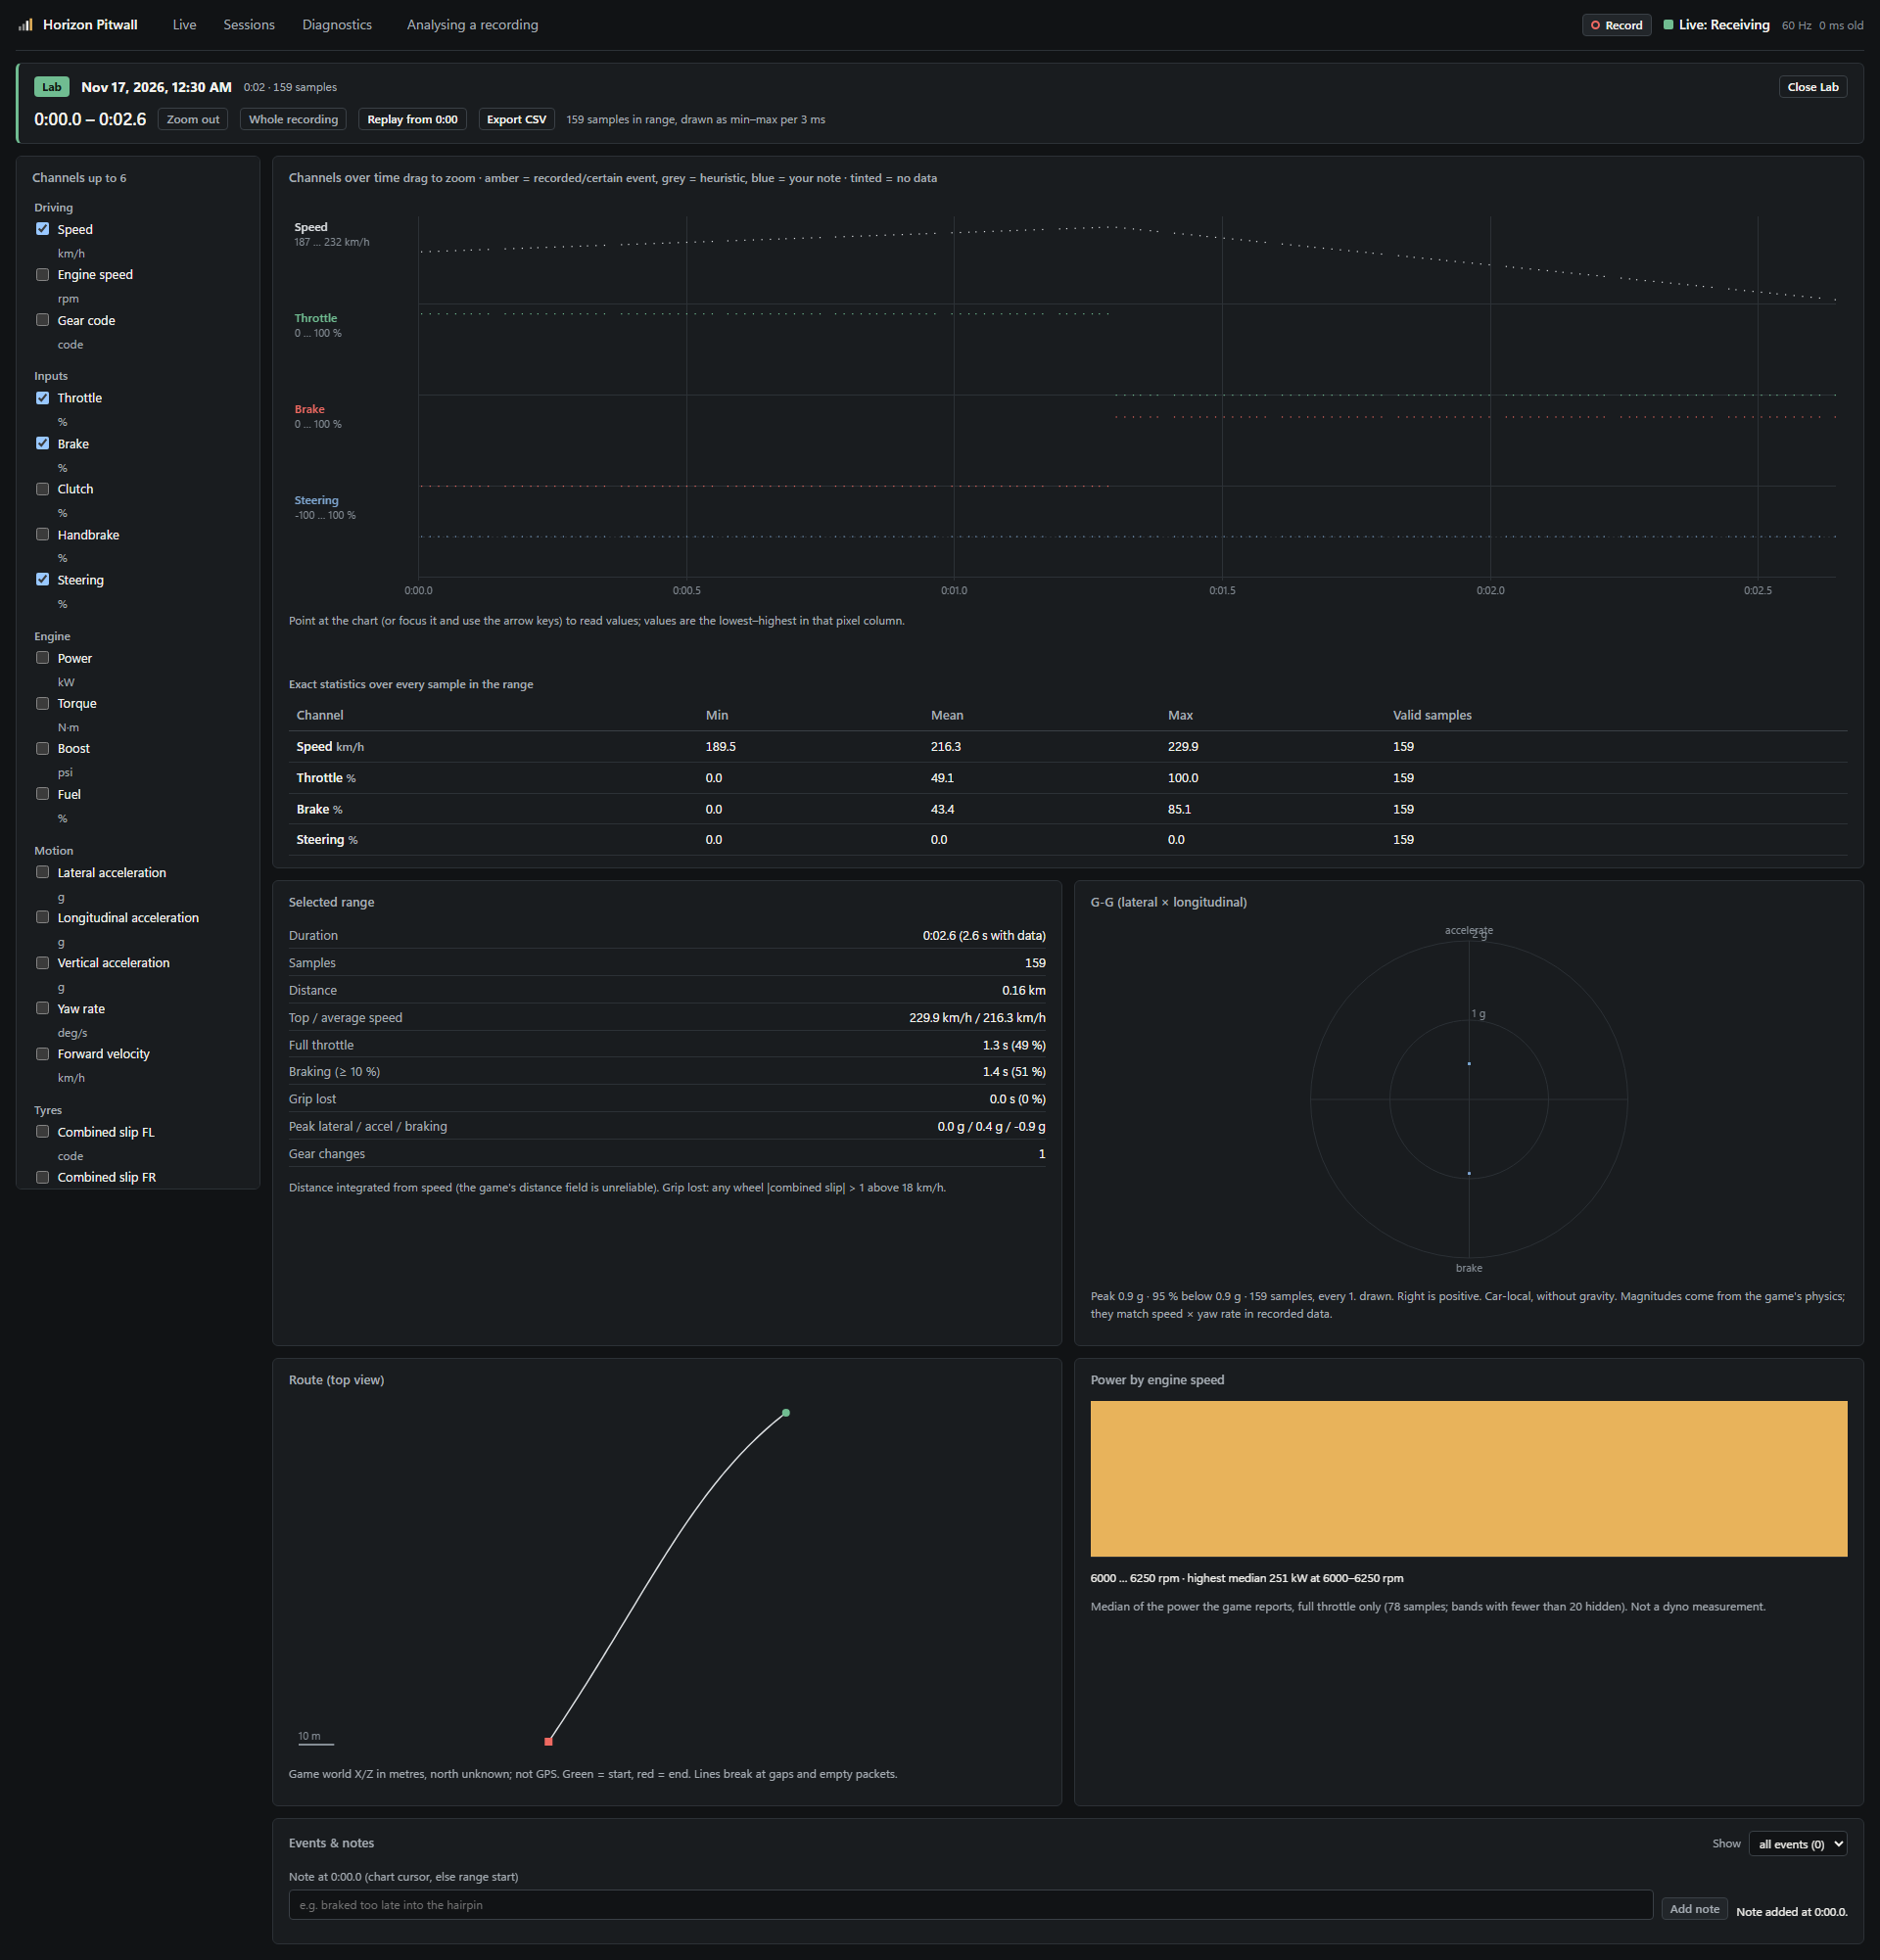 Horizon Pitwall Live Sessions Diagnostics Analysing a recording Record Live: Receiving 60 Hz 0 ms old
Lab Nov 17, 2026, 12:30 AM 0:02 · 159 samples Close Lab
0:00.0 – 0:02.6 Zoom out Whole recording Replay from 0:00 Export CSV 159 samples in range, drawn as min–max per 3 ms
Channels up to 6
Driving
Speed
km/h
Engine speed
rpm
Gear code
code
Inputs
Throttle
%
Brake
%
Clutch
%
Handbrake
%
Steering
%
Engine
Power
kW
Torque
N·m
Boost
psi
Fuel
%
Motion
Lateral acceleration
g
Longitudinal acceleration
g
Vertical acceleration
g
Yaw rate
deg/s
Forward velocity
km/h
Tyres
Combined slip FL
code
Combined slip FR
Channels over time drag to zoom · amber = recorded/certain event, grey = heuristic, blue = your note · tinted = no data
Speed
187 ... 232 km/h
Throttle
0 ... 100 %
Brake
0 ... 100 %
Steering
-100 ... 100 %
0:00.0 0:00.5 0:01.0 0:01.5 0:02.0 0:02.5
Point at the chart (or focus it and use the arrow keys) to read values; values are the lowest–highest in that pixel column.
Exact statistics over every sample in the range
Channel Min Mean Max Valid samples
Speed km/h 189.5 216.3 229.9 159
Throttle % 0.0 49.1 100.0 159
Brake % 0.0 43.4 85.1 159
Steering % 0.0 0.0 0.0 159
Selected range
Duration 0:02.6 (2.6 s with data)
Samples 159
Distance 0.16 km
Top / average speed 229.9 km/h / 216.3 km/h
Full throttle 1.3 s (49 %)
Braking (≥ 10 %) 1.4 s (51 %)
Grip lost 0.0 s (0 %)
Peak lateral / accel / braking 0.0 g / 0.4 g / -0.9 g
Gear changes 1
Distance integrated from speed (the game's distance field is unreliable). Grip lost: any wheel |combined slip| > 1 above 18 km/h.
G-G (lateral × longitudinal)
accelerate
2 g
1 g
brake
Peak 0.9 g · 95 % below 0.9 g · 159 samples, every 1. drawn. Right is positive. Car-local, without gravity. Magnitudes come from the game's physics;
they match speed × yaw rate in recorded data.
Route (top view)
10 m
Game world X/Z in metres, north unknown; not GPS. Green = start, red = end. Lines break at gaps and empty packets.
Power by engine speed
6000 ... 6250 rpm · highest median 251 kW at 6000–6250 rpm
Median of the power the game reports, full throttle only (78 samples; bands with fewer than 20 hidden). Not a dyno measurement.
Events & notes Show all events (0)
Note at 0:00.0 (chart cursor, else range start)
e.g. braked too late into the hairpin Add note Note added at 0:00.0.